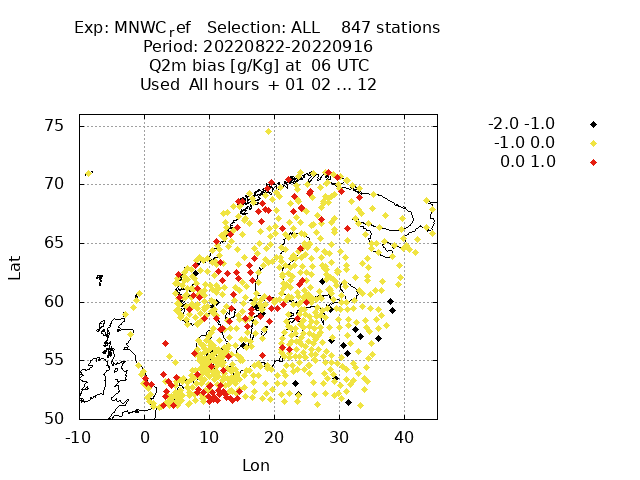 Exp: MNWC_ref Selection: ALL 847 stations
Period: 20220822-20220916
Q2m bias [g/Kg] at 06 UTC
Used All hours + 01 02 ... 12
-2.0 -1.0
-1.0 0.0
0.0 1.0
75
70
65
60
55
50
Lat
-10 0 10 20 30 40
Lon